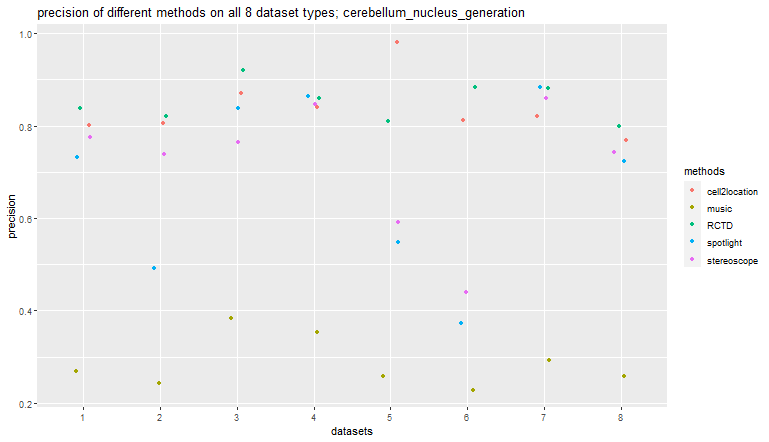 precision of different methods on all 8 dataset types; cerebellum_nucleus_generation
1.0
0.8
0.6
0.4
0.2
precision
1 2 3 4 5 6 7 8
datasets
methods
cell2location
music
RCTD
spotlight
stereoscope